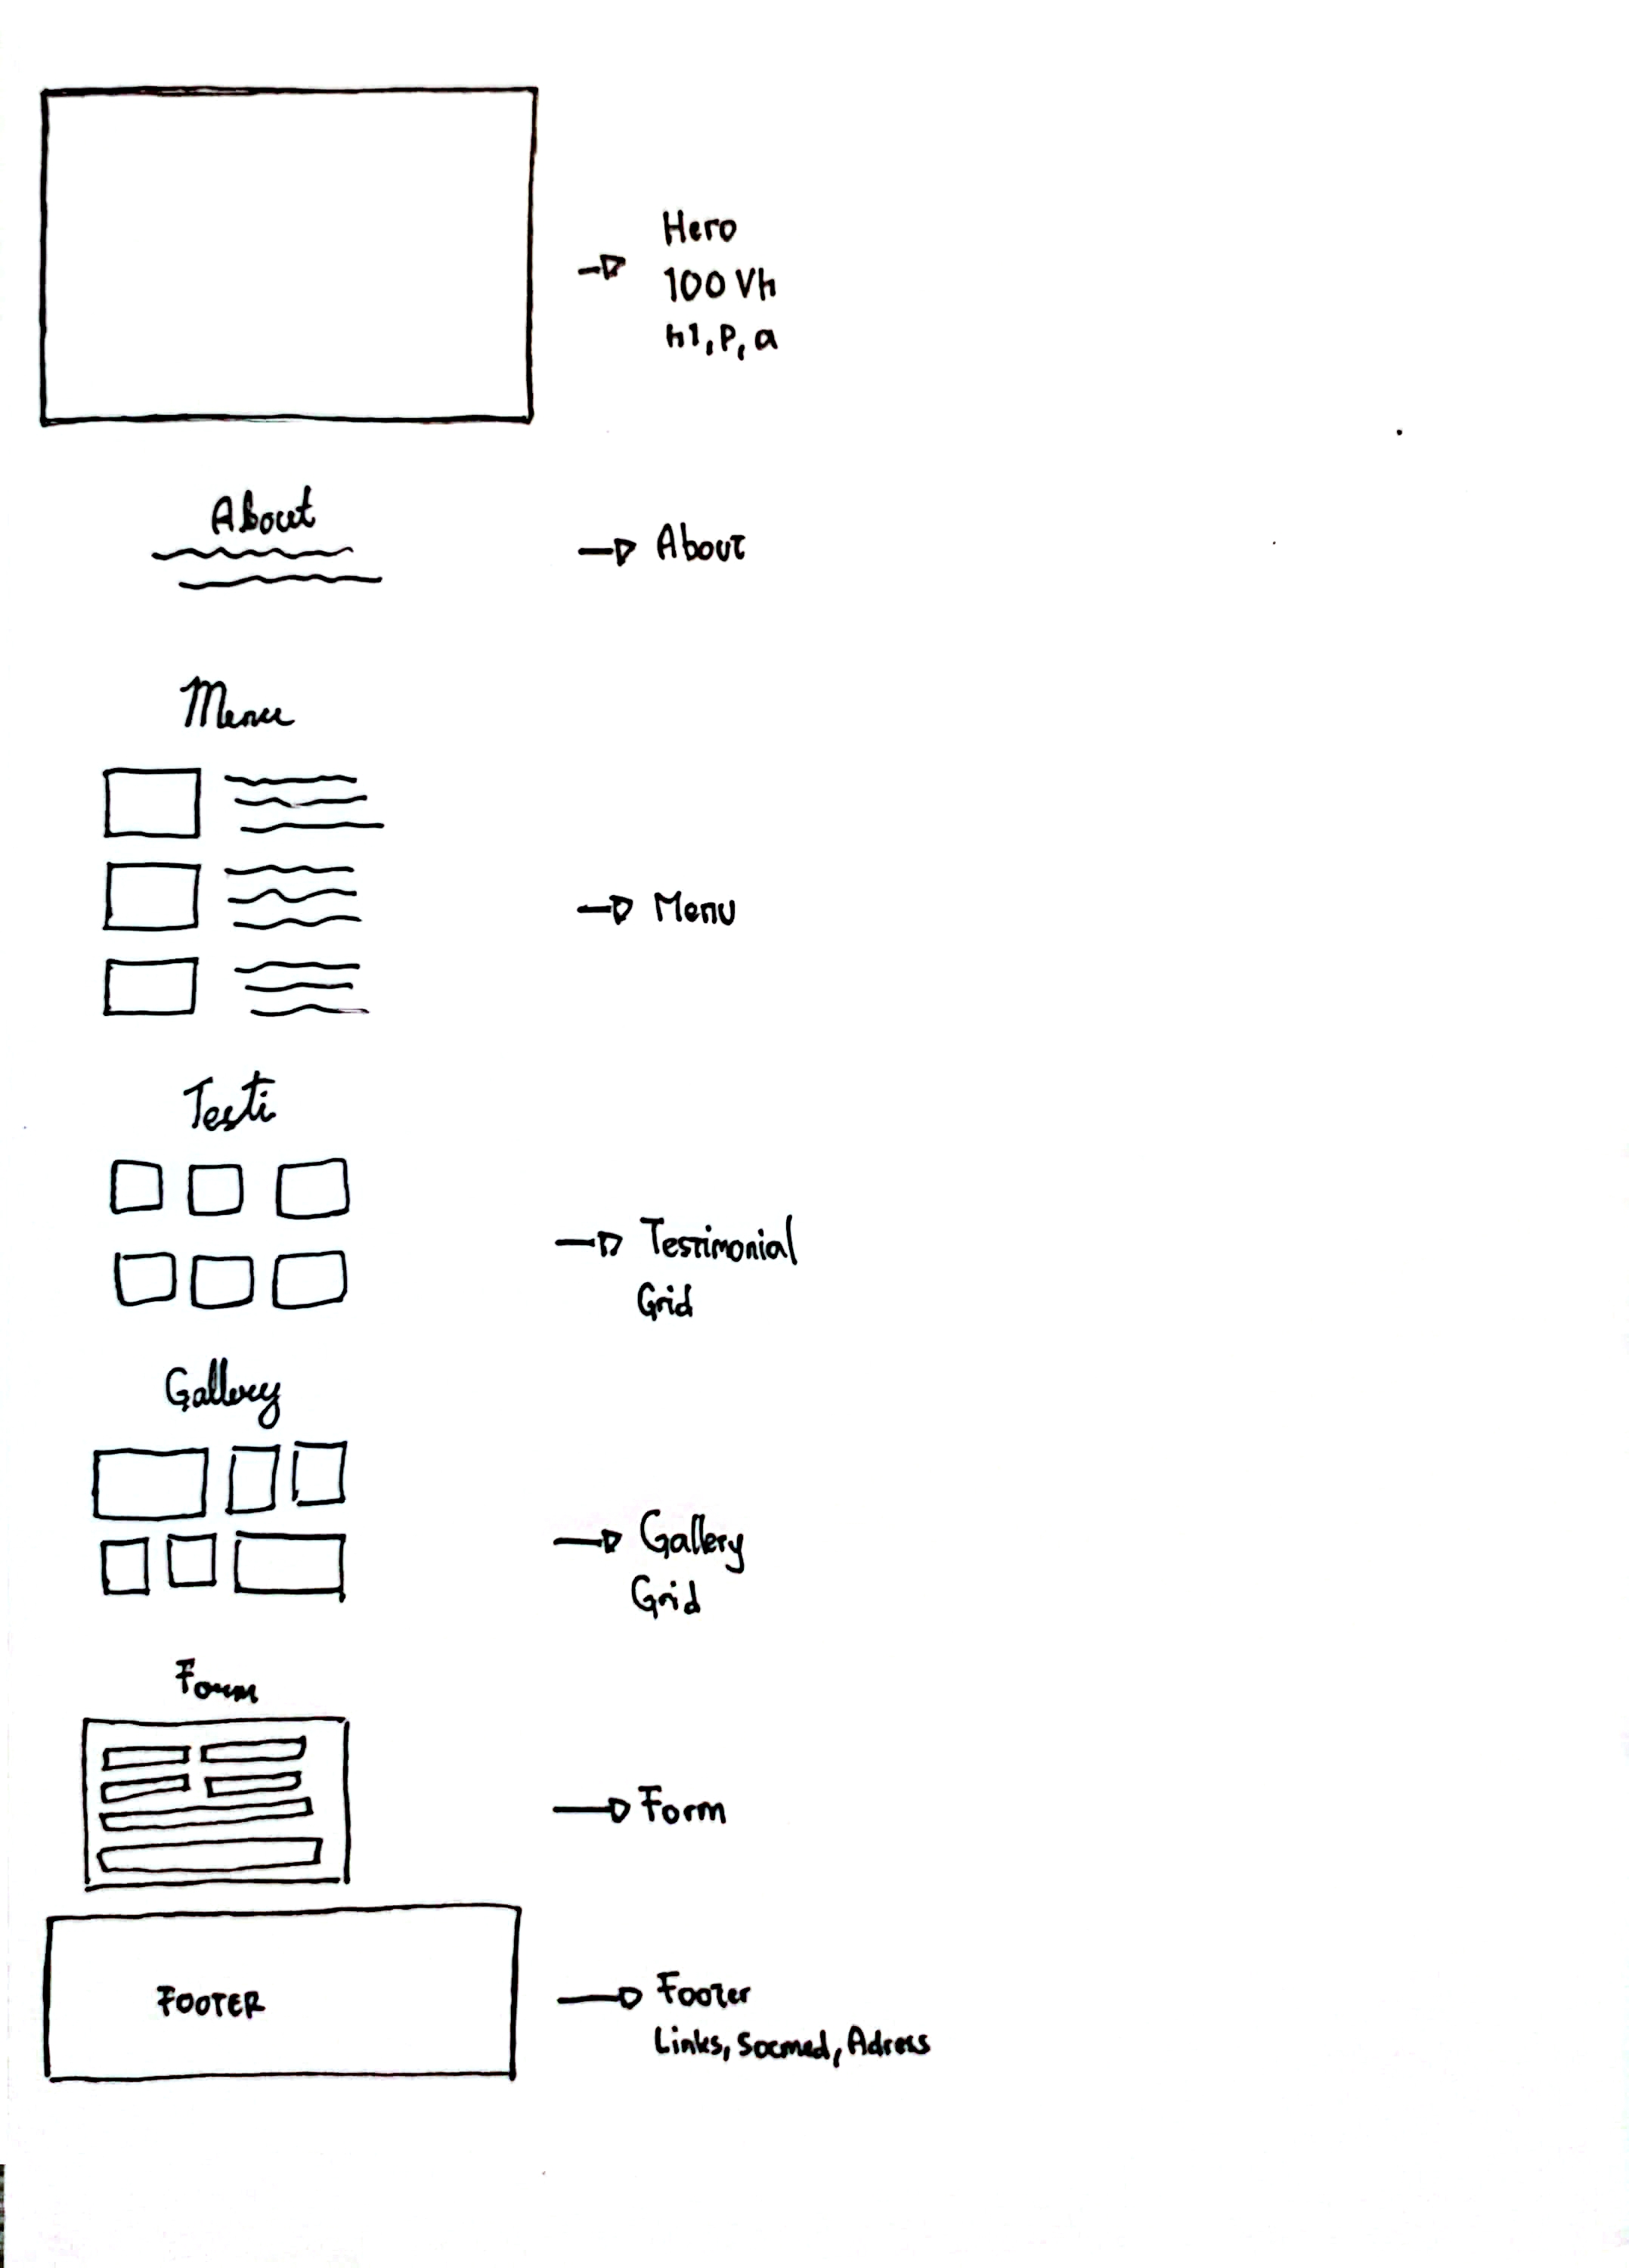 Hero
100 Vh
h1, P, a
About
About
Menu
Menu
Testi
Testimonial
Grid
Gallery
Gallery
Grid
Form
Form
FOOTER
Footer
Links, Socmed, Adress